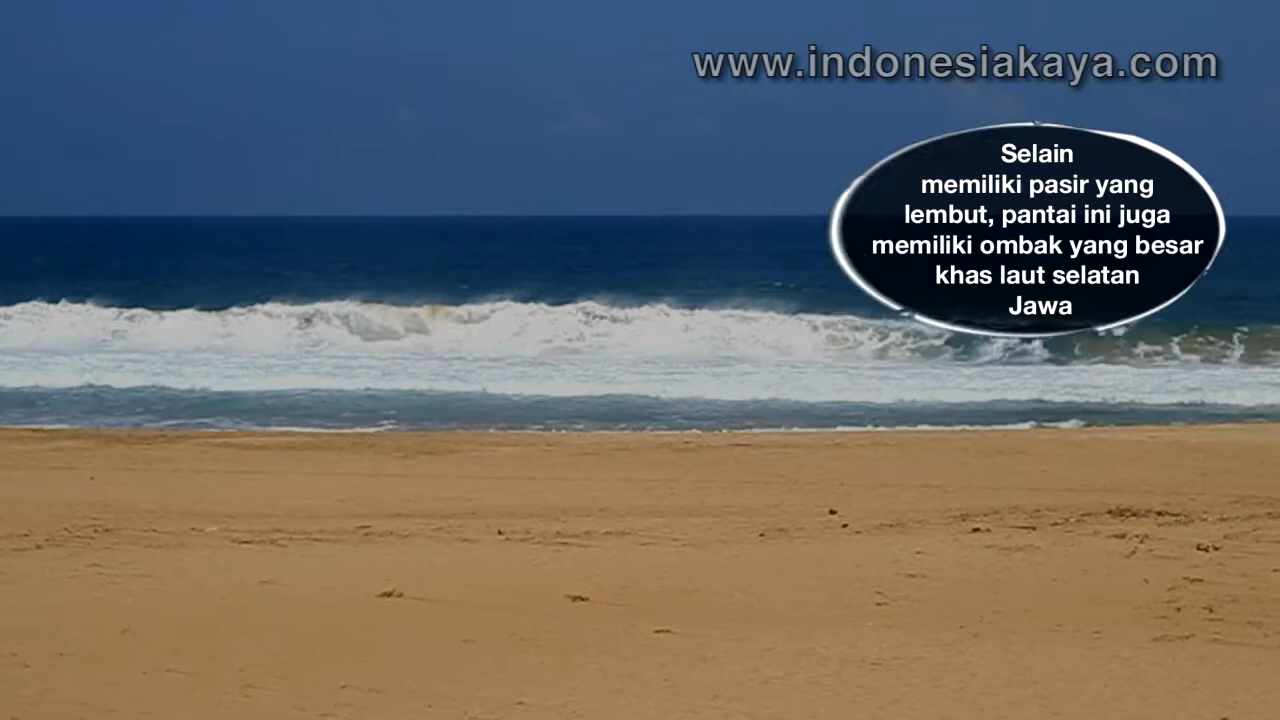 www.indonesiakaya.com
Selain
memiliki pasir yang
lembut, pantai ini juga
memiliki ombak yang besar
khas laut selatan
Jawa